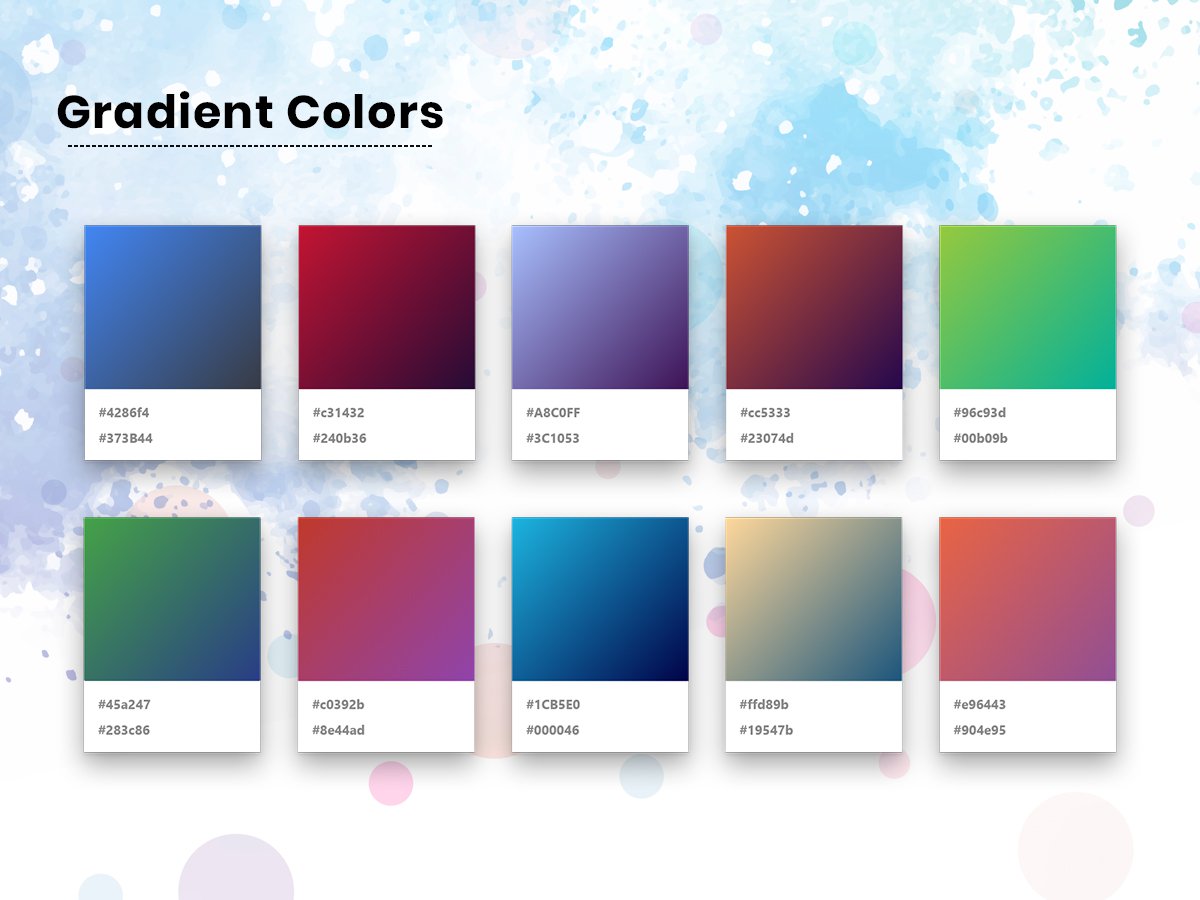 Gradient Colors
#4286f4
#373B44
#c31432
#240b36
#A8C0FF
#3C1053
#cc5333
#23074d
#96c93d
#00b09b
#45a247
#283c86
#c0392b
#8e44ad
#1CB5E0
#000046
#ffd89b
#19547b
#e96443
#904e95